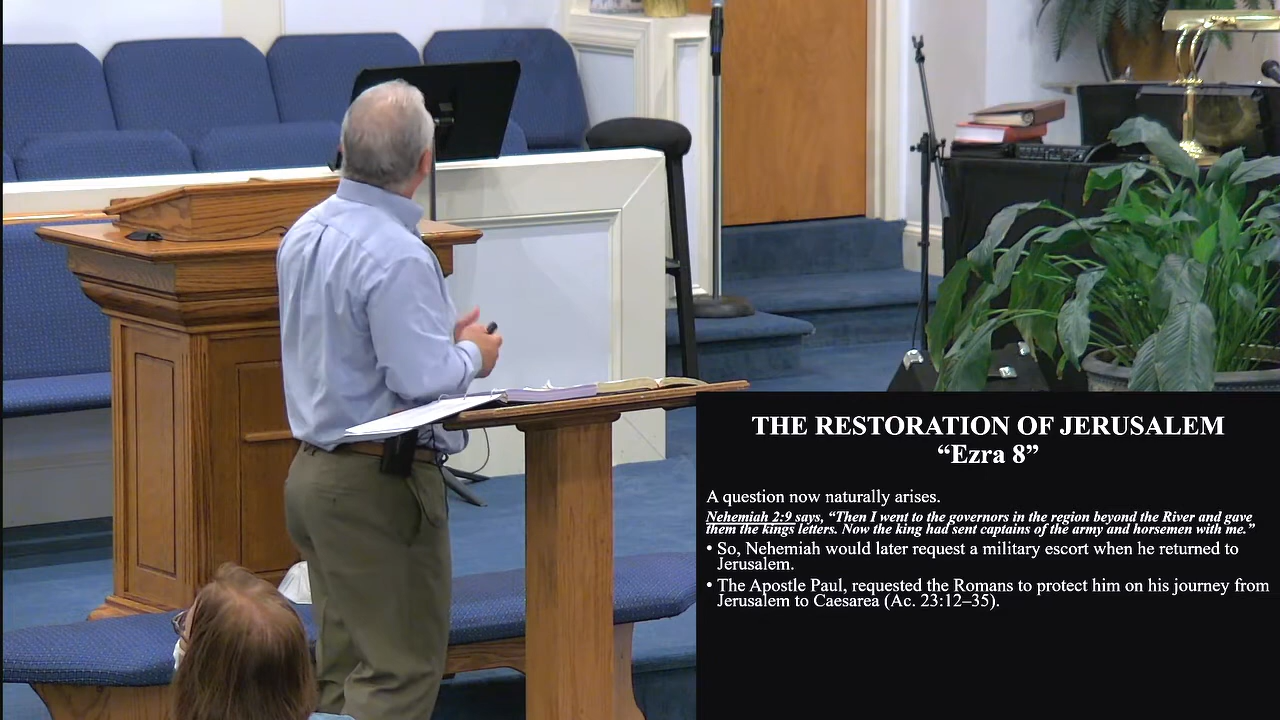 THE RESTORATION OF JERUSALEM
“Ezra 8”
A question now naturally arises.
Nehemiah 2:9 says, “Then I went to the governors in the region beyond the River and gave
them the kings letters. Now the king had sent captains of the army and horsemen with me.”
• So, Nehemiah would later request a military escort when he returned to
Jerusalem.
• The Apostle Paul, requested the Romans to protect him on his journey from
Jerusalem to Caesarea (Ac. 23:12–35).